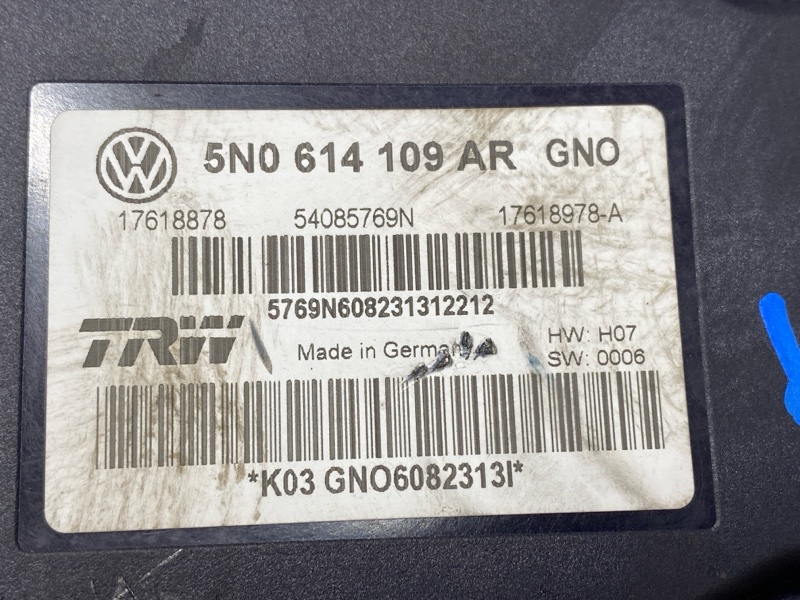 5N0 614 109 AR GNO
17618878 54085769N 17618978-A
5769N608231312212
TRW
Made in Germany
HW: H07
SW: 0006
*K03 GNO6082313I*